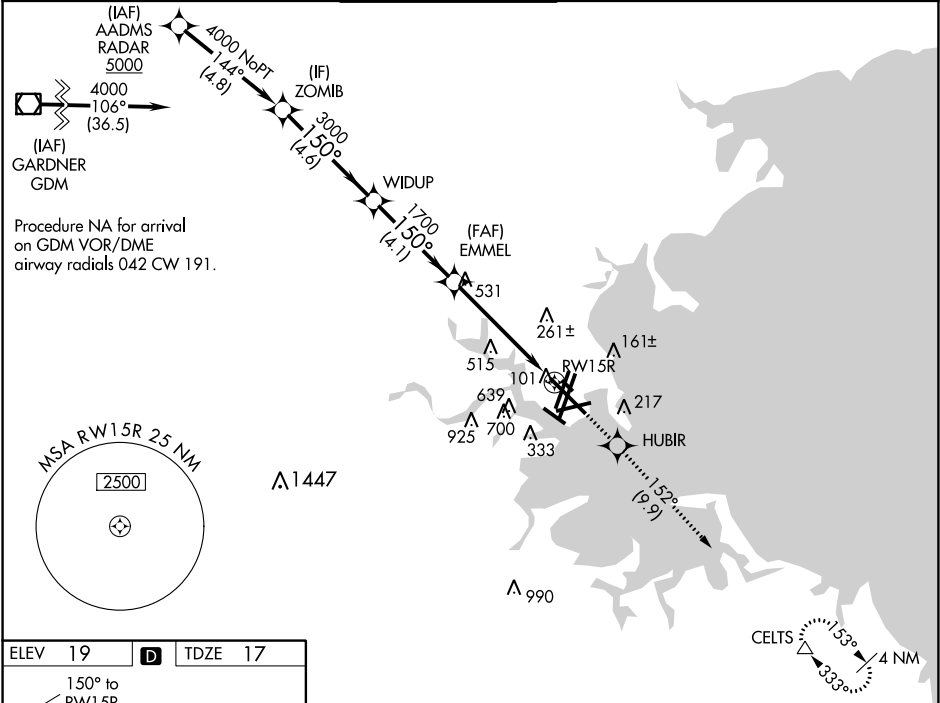 (IAF)
AADMS
RADAR
5000
4000 NoPT
144°
(4.8)
(IF)
ZOMIB
4000
106°
(36.5)
(IAF)
GARDNER
GDM
3000
150°
(4.6)
WIDUP
1700
150°
(4.1)
(FAF)
EMMEL
Procedure NA for arrival
on GDM VOR/DME
airway radials 042 CW 191.
531
261±
515
161±
101
RW15R
639
700
925
333
217
HUBIR
152°
(9.9)
MSA RW15R 25 NM
2500
1447
990
CELTS
153°
4 NM
333°
ELEV 19 D TDZE 17
150° to
RW15R